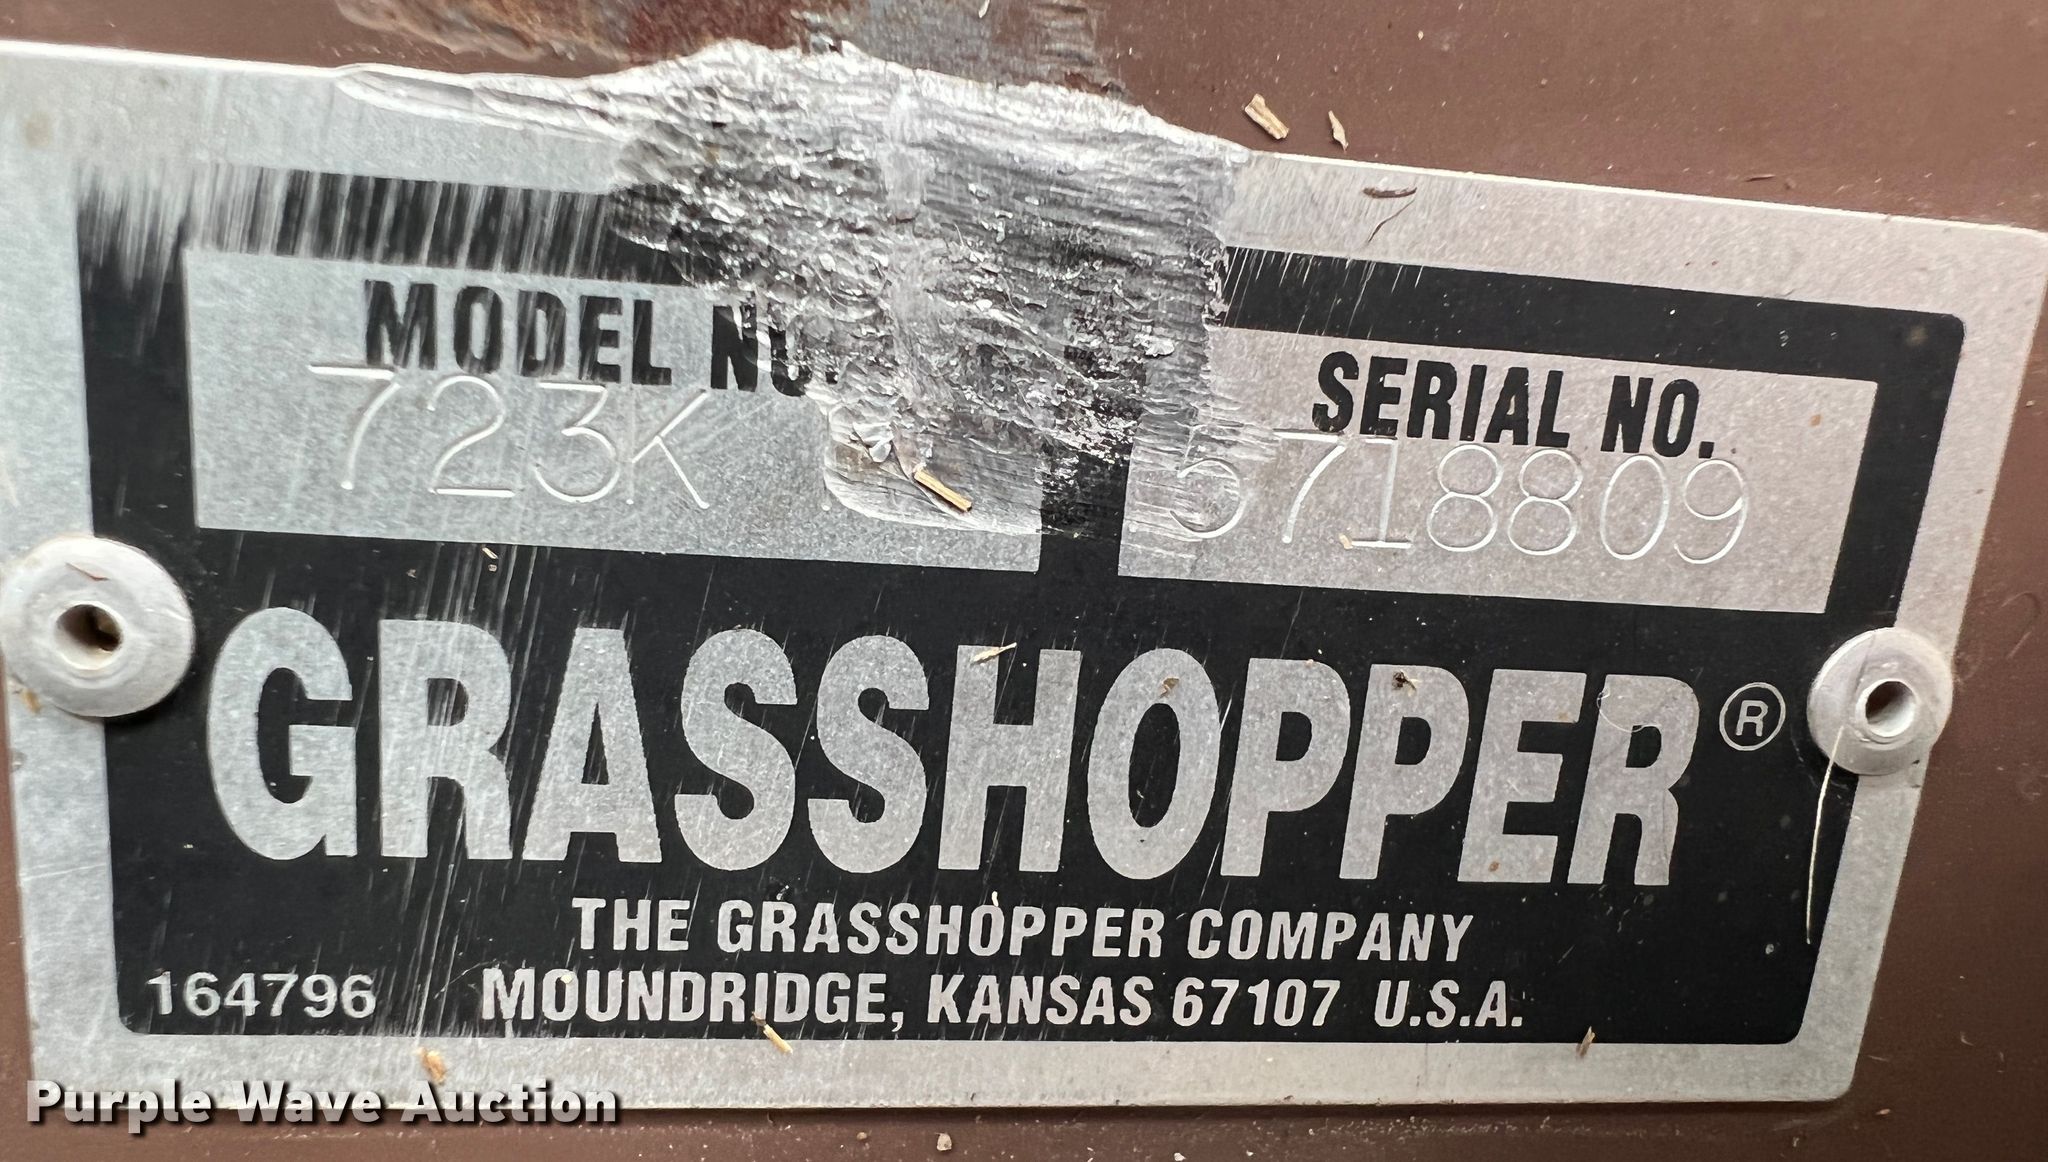 MODEL NO.
723K
SERIAL NO.
5718809
GRASSHOPPER®
THE GRASSHOPPER COMPANY
164796 MOUNDRIDGE, KANSAS 67107 U.S.A.
Purple Wave Auction